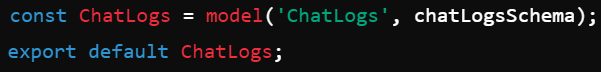 const ChatLogs = model('ChatLogs', chatLogsSchema);
export default ChatLogs;